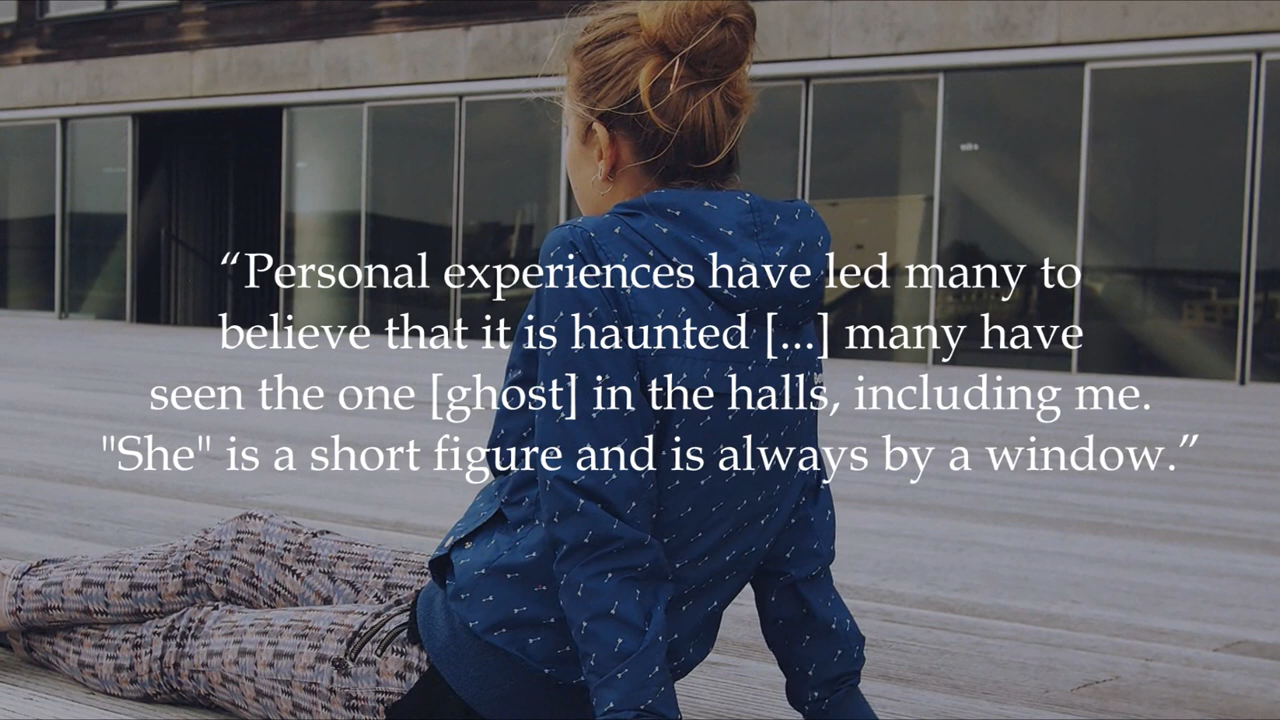 “Personal experiences have led many to
believe that it is haunted [...] many have
seen the one [ghost] in the halls, including me.
"She" is a short figure and is always by a window.”